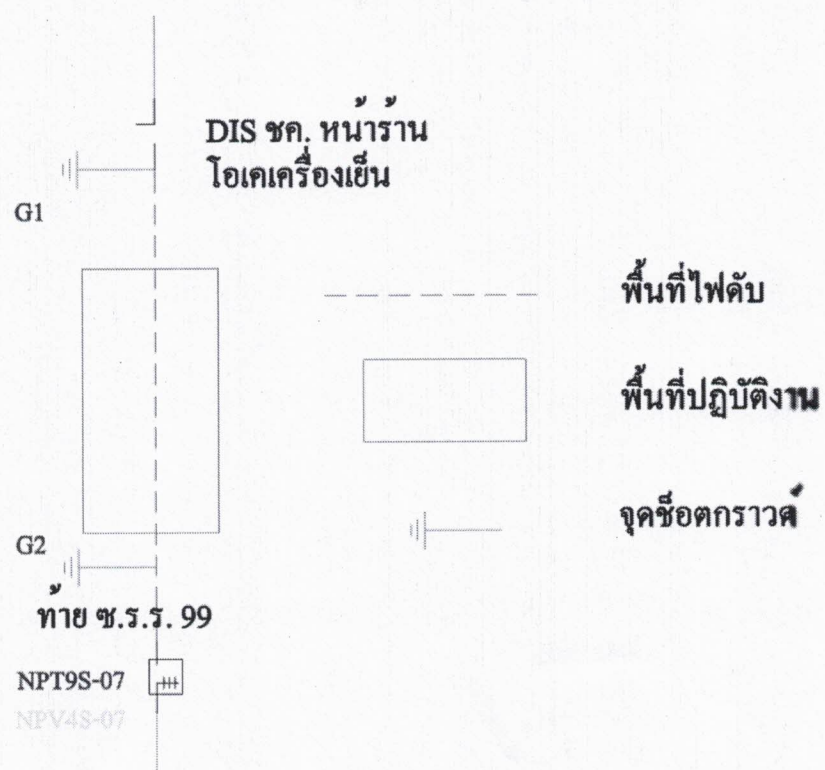 DIS ชค. หน้าร้าน
โอเคเครื่องเย็น
G1
พื้นที่ไฟดับ
พื้นที่ปฏิบัติงาน
จุดช็อตกราวด์
G2
ท้าย ซ.ร.ร. 99
NPT9S-07
NPV4S-07